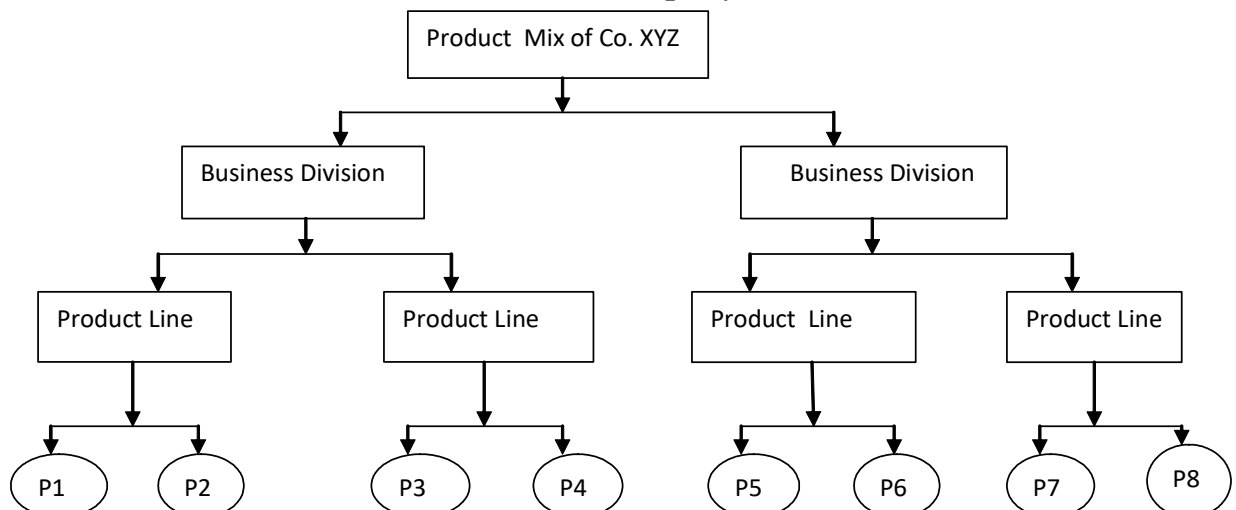 Product Mix of Co. XYZ
Business Division
Business Division
Product Line
Product Line
Product Line
Product Line
P1
P2
P3
P4
P5
P6
P7
P8